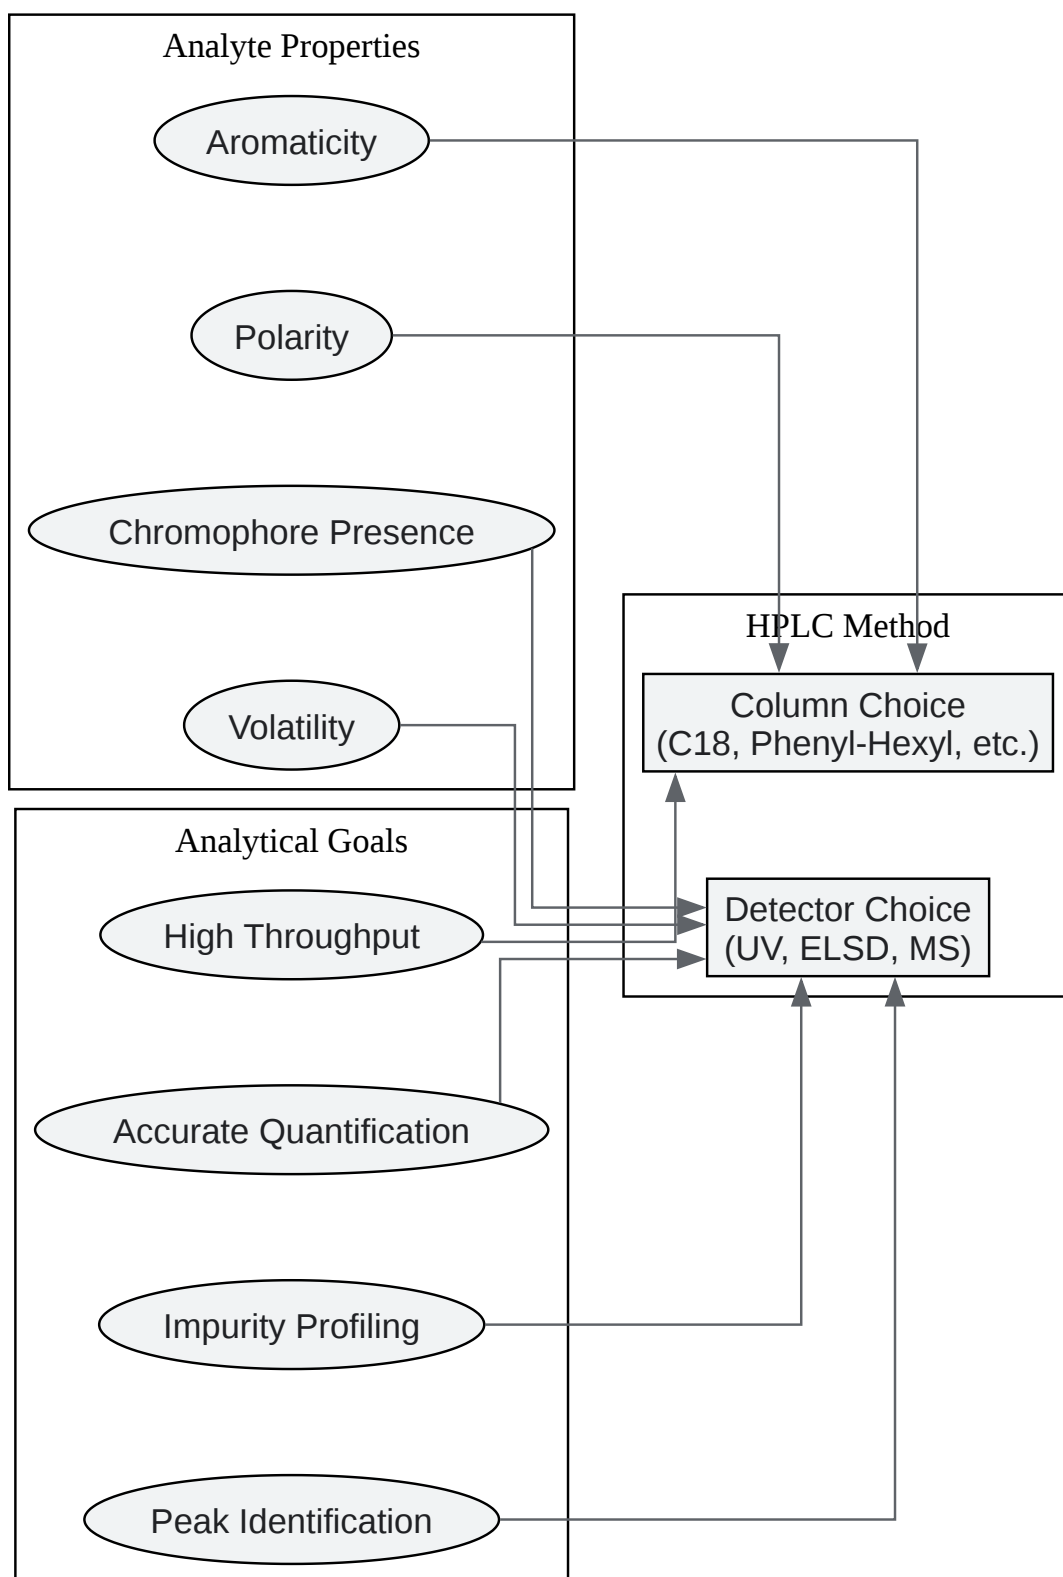 Analyte Properties
Aromaticity
Polarity
Chromophore Presence
Volatility
HPLC Method
Column Choice
(C18, Phenyl-Hexyl, etc.)
Detector Choice
(UV, ELSD, MS)
Analytical Goals
High Throughput
Accurate Quantification
Impurity Profiling
Peak Identification